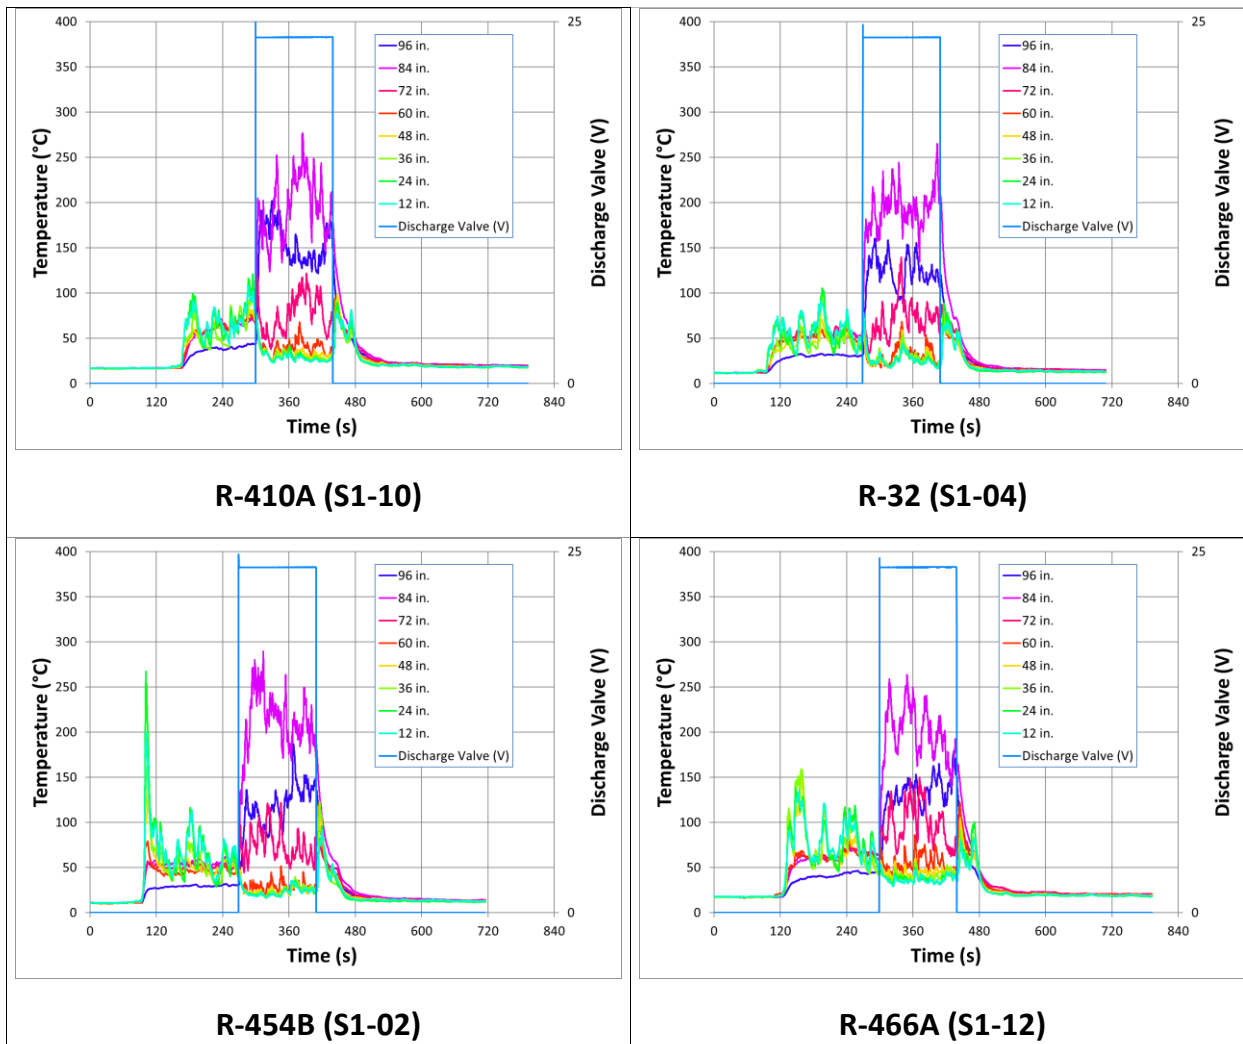 400
350
300
250
200
150
100
50
0
Temperature (°C)
0 120 240 360 480 600 720 840
Time (s)
25
0
Discharge Valve (V)
96 in.
84 in.
72 in.
60 in.
48 in.
36 in.
24 in.
12 in.
Discharge Valve (V)
R-410A (S1-10)
400
350
300
250
200
150
100
50
0
Temperature (°C)
0 120 240 360 480 600 720 840
Time (s)
25
0
Discharge Valve (V)
96 in.
84 in.
72 in.
60 in.
48 in.
36 in.
24 in.
12 in.
Discharge Valve (V)
R-32 (S1-04)
400
350
300
250
200
150
100
50
0
Temperature (°C)
0 120 240 360 480 600 720 840
Time (s)
25
0
Discharge Valve (V)
96 in.
84 in.
72 in.
60 in.
48 in.
36 in.
24 in.
12 in.
Discharge Valve (V)
R-454B (S1-02)
400
350
300
250
200
150
100
50
0
Temperature (°C)
0 120 240 360 480 600 720 840
Time (s)
25
0
Discharge Valve (V)
96 in.
84 in.
72 in.
60 in.
48 in.
36 in.
24 in.
12 in.
Discharge Valve (V)
R-466A (S1-12)